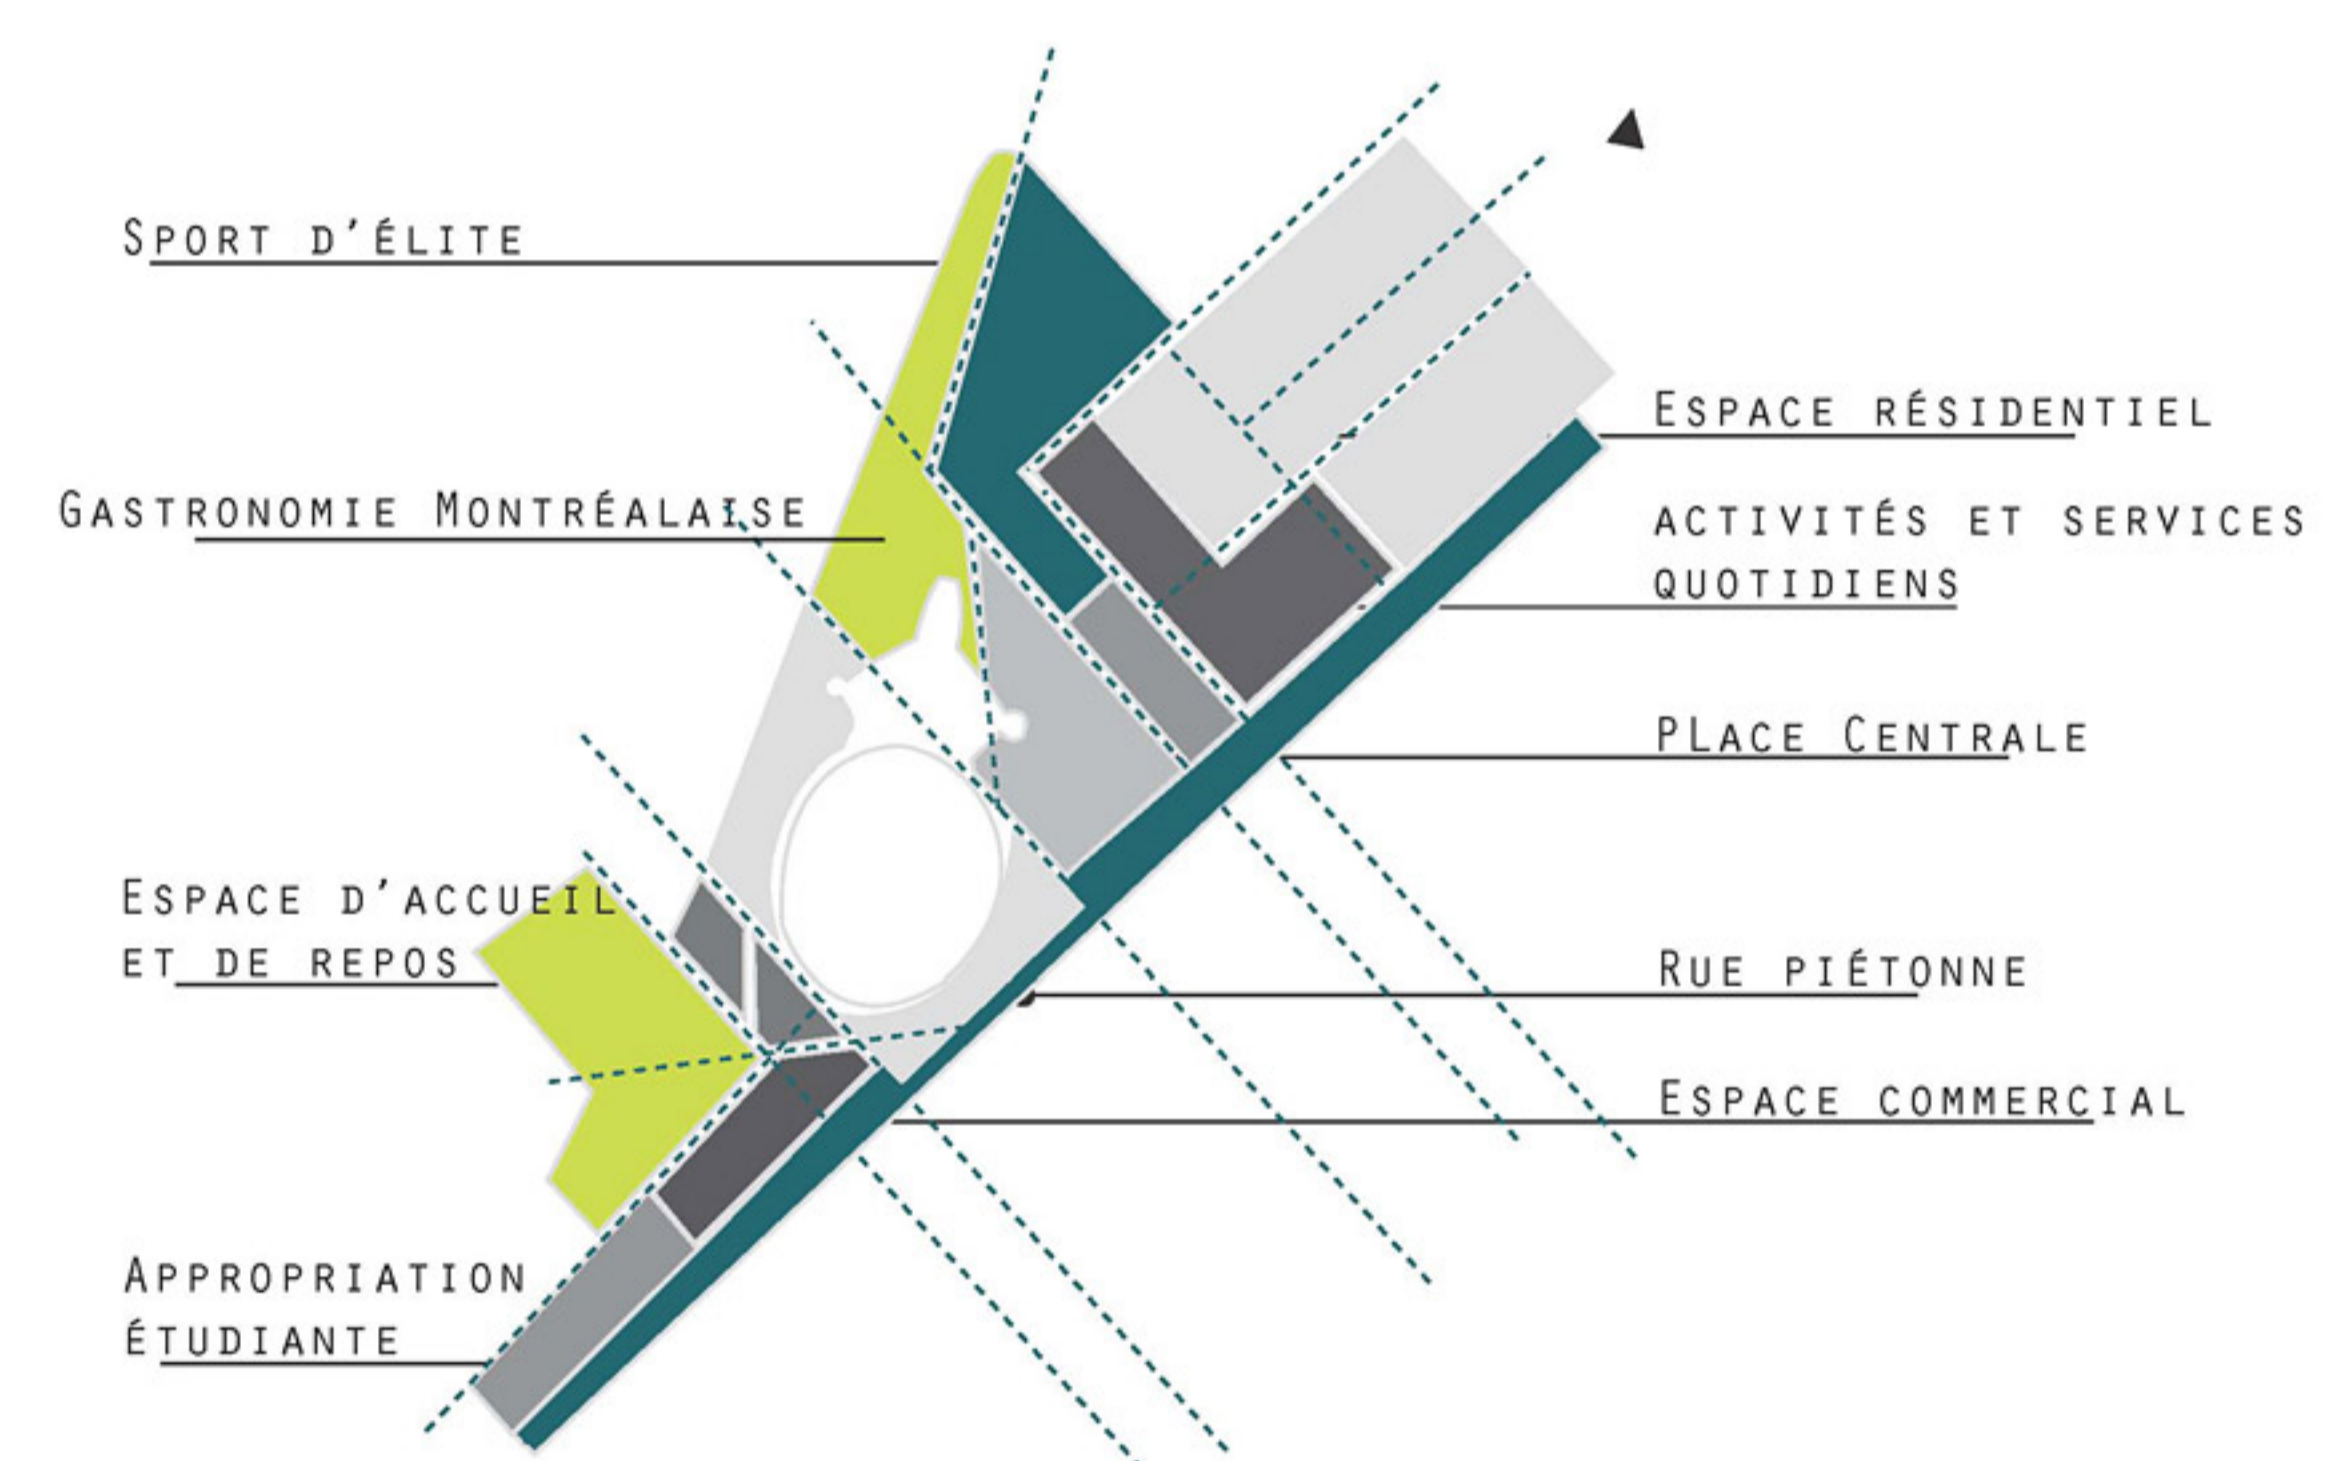 SPORT D'ÉLITE
GASTRONOMIE MONTRÉALAISE
ESPACE D'ACCUEIL
ET DE REPOS
APPROPRIATION
ÉTUDIANTE
ESPACE RÉSIDENTIEL
ACTIVITÉS ET SERVICES
QUOTIDIENS
PLACE CENTRALE
RUE PIÉTONNE
ESPACE COMMERCIAL